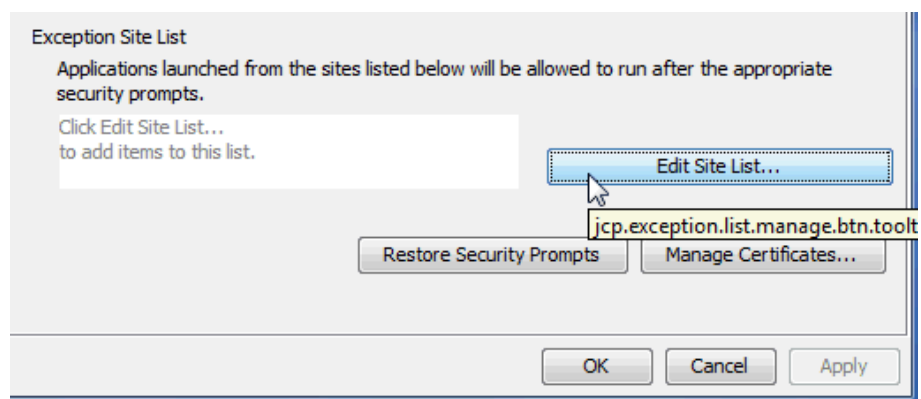 Exception Site List
Applications launched from the sites listed below will be allowed to run after the appropriate
security prompts.
Click Edit Site List...
to add items to this list.
Edit Site List...
jcp.exception.list.manage.btn.toolt
Restore Security Prompts
Manage Certificates...
OK
Cancel
Apply